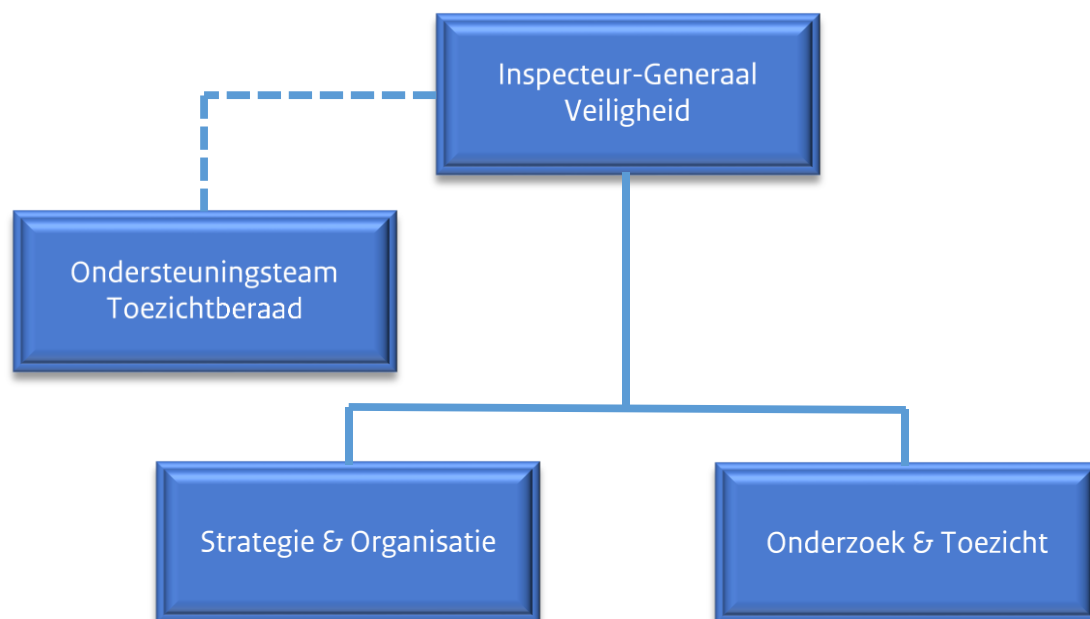 Inspecteur-Generaal
Veiligheid
Ondersteuningsteam
Toezichtberaad
Strategie & Organisatie
Onderzoek & Toezicht